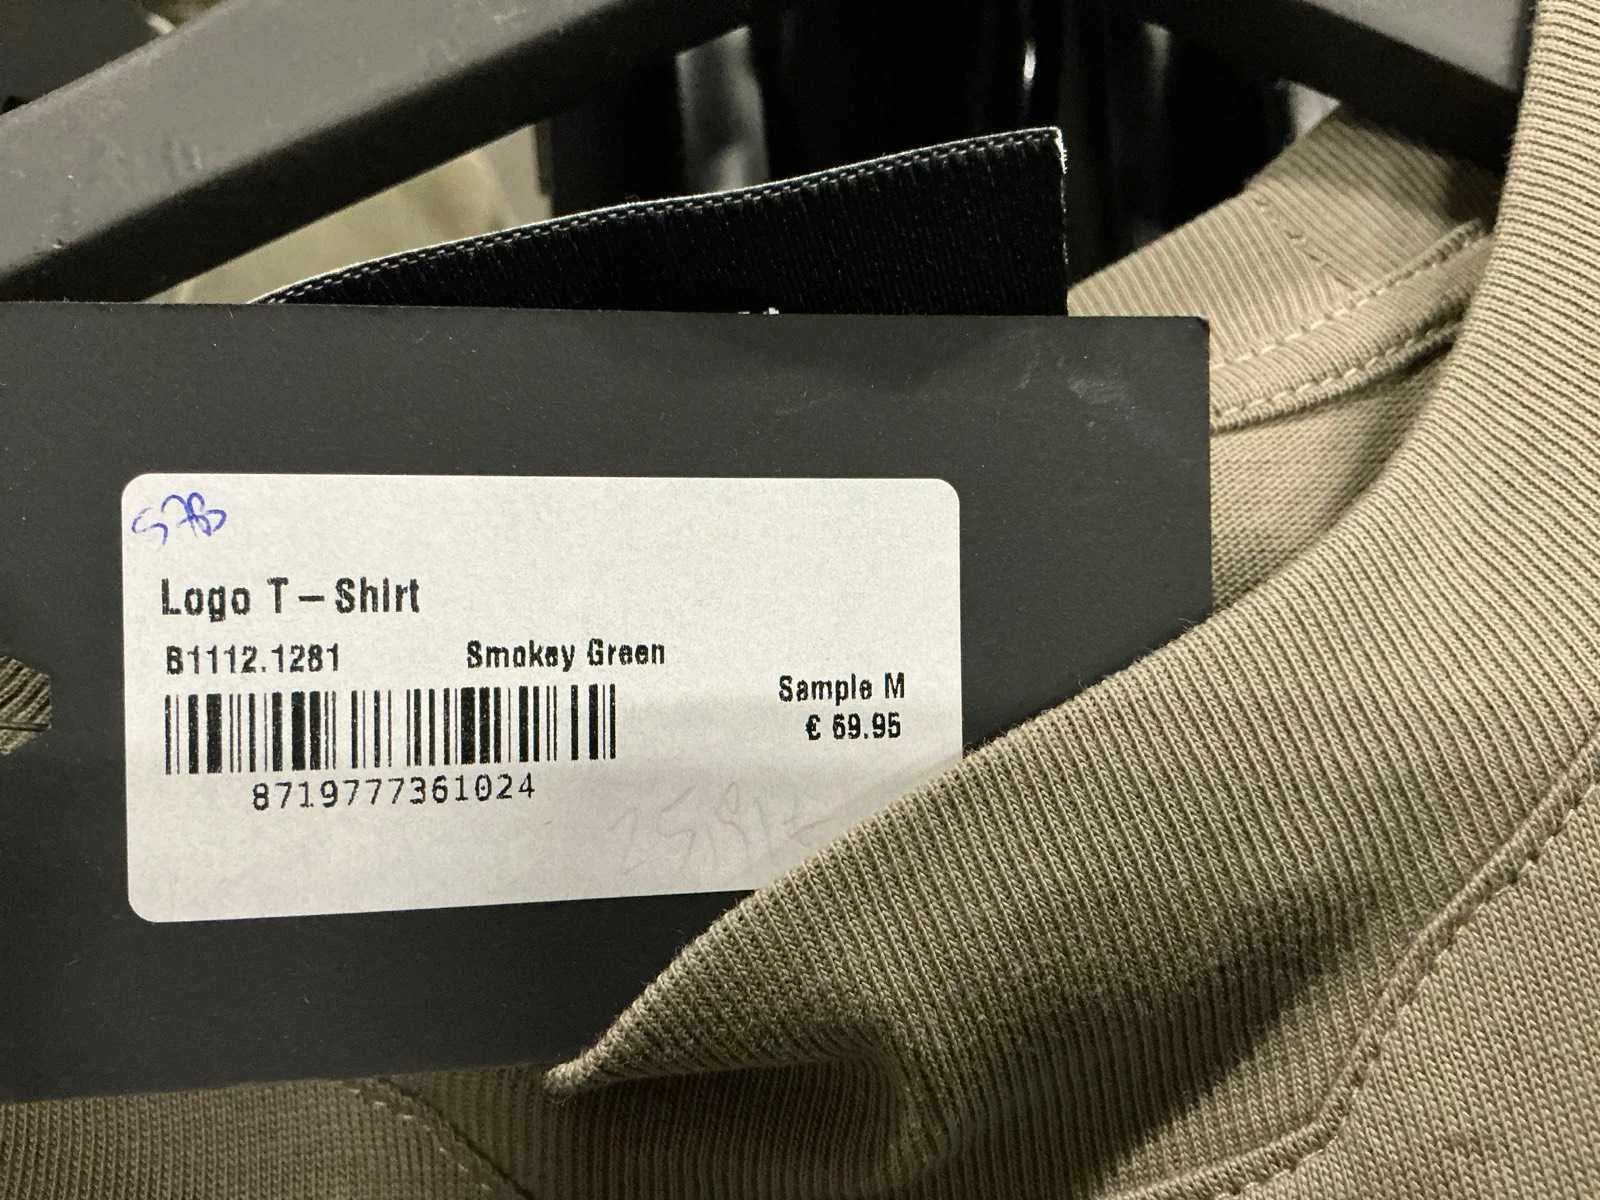 Logo T-Shirt
B1112.1281 Smokey Green
Sample M
€ 69.95
8719777361024